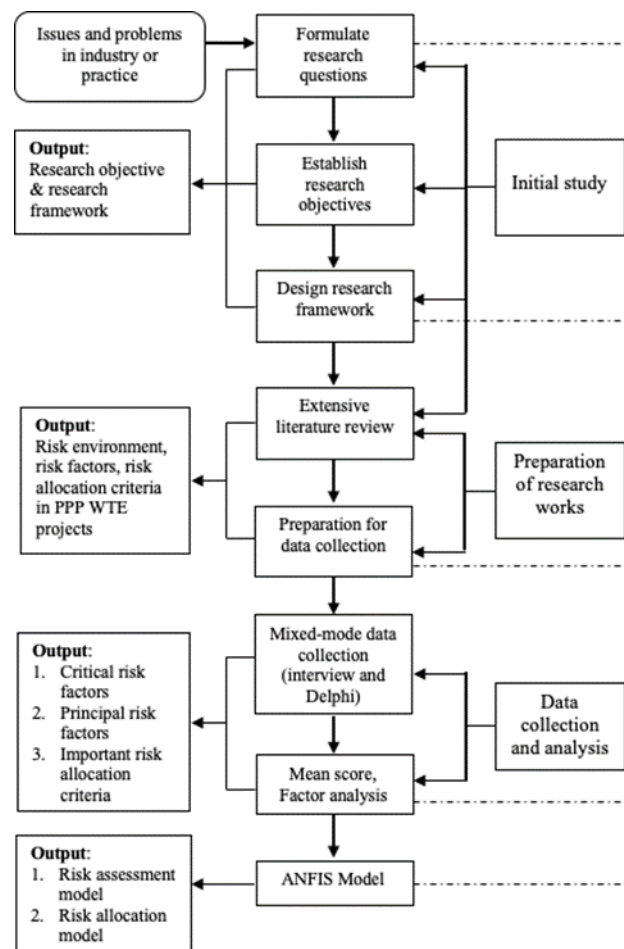 Issues and problems
in industry or
practice
Formulate
research
questions
Output:
Research objective
& research
framework
Establish
research
objectives
Initial study
Design research
framework
Extensive
literature review
Output:
Risk environment,
risk factors, risk
allocation criteria
in PPP WTE
projects
Preparation
of research
works
Preparation for
data collection
Mixed-mode data
collection
(interview and
Delphi)
Output:
1. Critical risk
factors
2. Principal risk
factors
3. Important risk
allocation
criteria
Data
collection
and analysis
Mean score,
Factor analysis
Output:
1. Risk assessment
model
2. Risk allocation
model
ANFIS Model